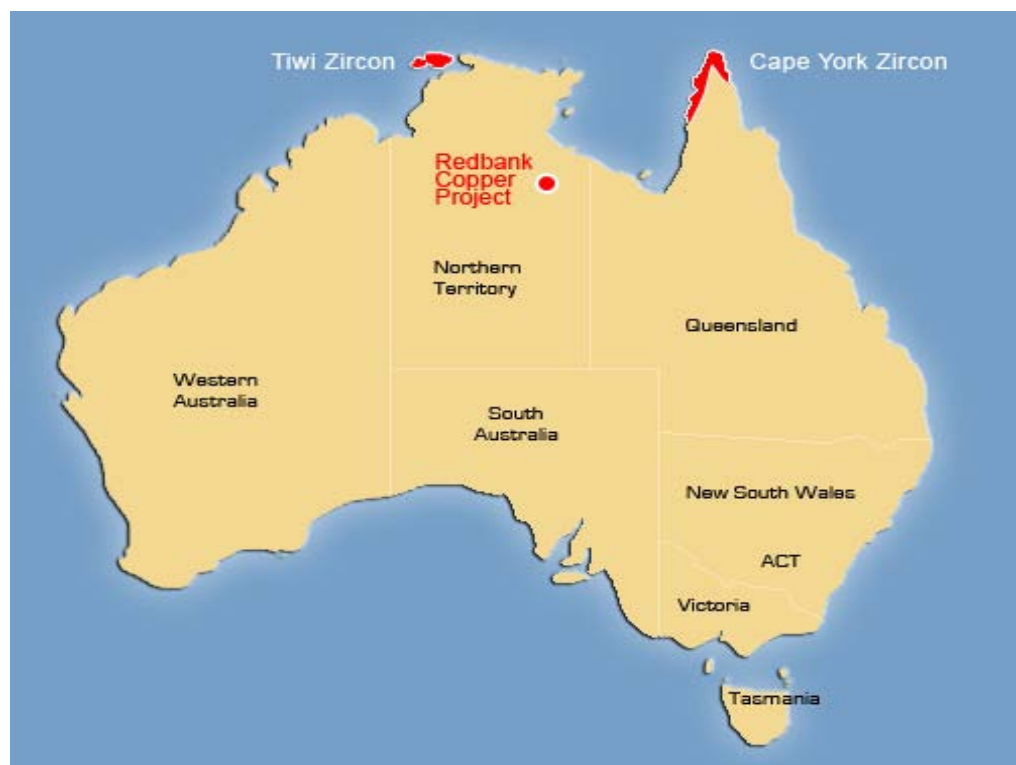 Tiwi Zircon
Cape York Zircon
Redbank
Copper
Project
Northern
Territory
Queensland
Western
Australia
South
Australia
New South Wales
ACT
Victoria
Tasmania